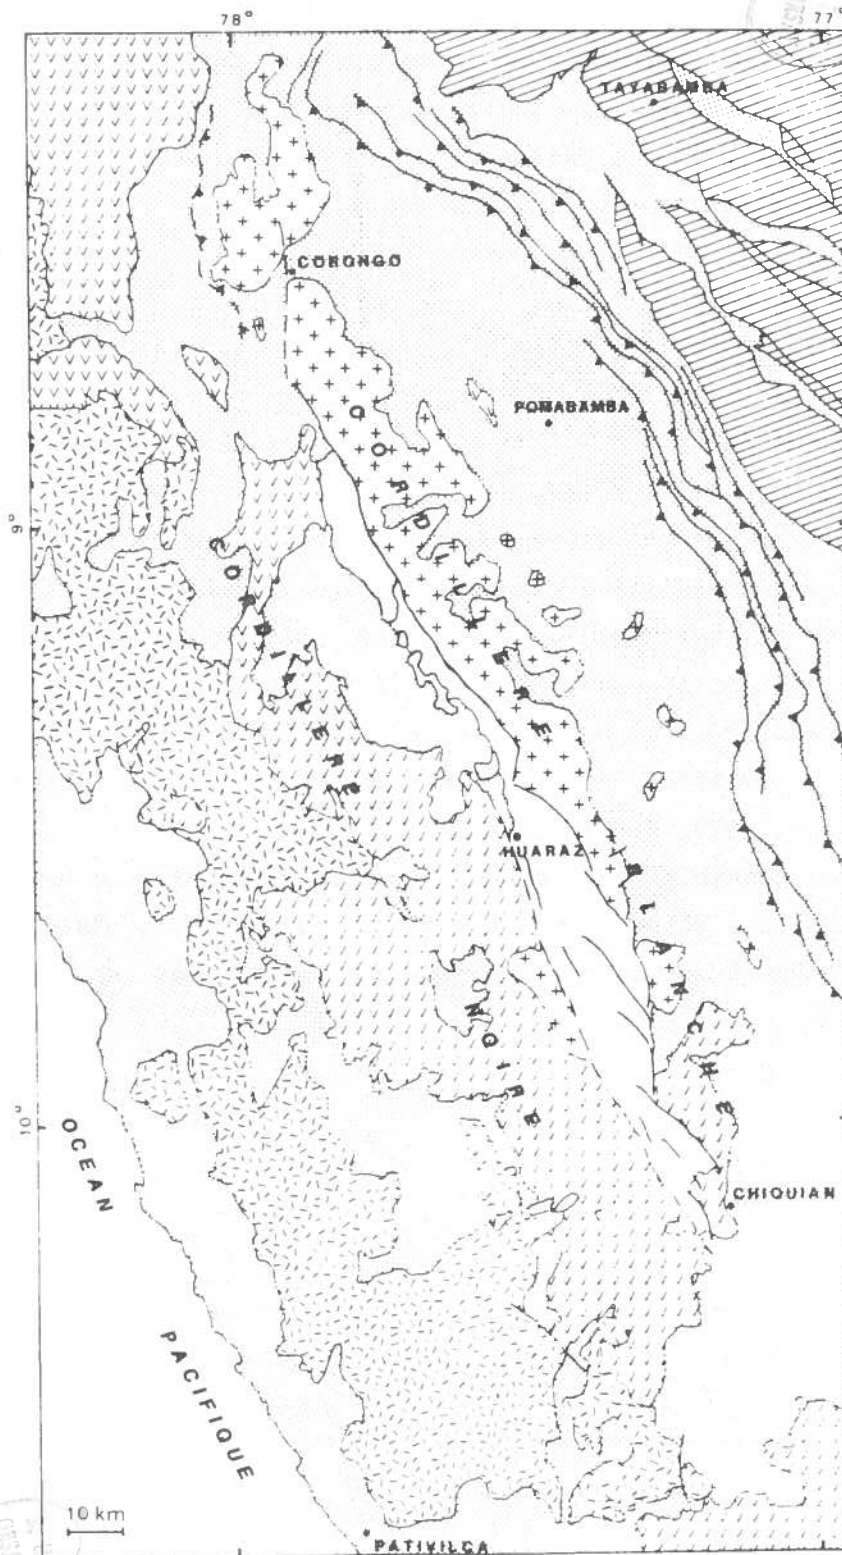 78°
77°
TAYABAMBA
CORONGO
POMABAMBA
9°
CORDILLERE BLANCHE
CORDILLERE NOIRE
HUARAZ
10°
OCEAN PACIFIQUE
CHIQUIAN
10 km
PATIVILCA